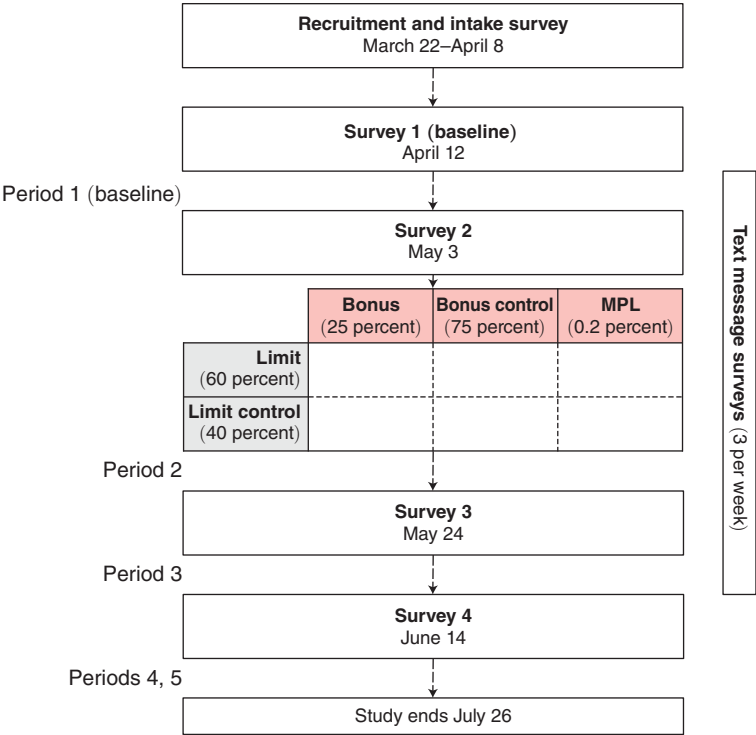 Recruitment and intake survey
March 22–April 8
Survey 1 (baseline)
April 12
Period 1 (baseline)
Survey 2
May 3
Bonus
(25 percent)
Bonus control
(75 percent)
MPL
(0.2 percent)
Limit
(60 percent)
Limit control
(40 percent)
Period 2
Survey 3
May 24
Period 3
Survey 4
June 14
Periods 4, 5
Study ends July 26
Text message surveys (3 per week)